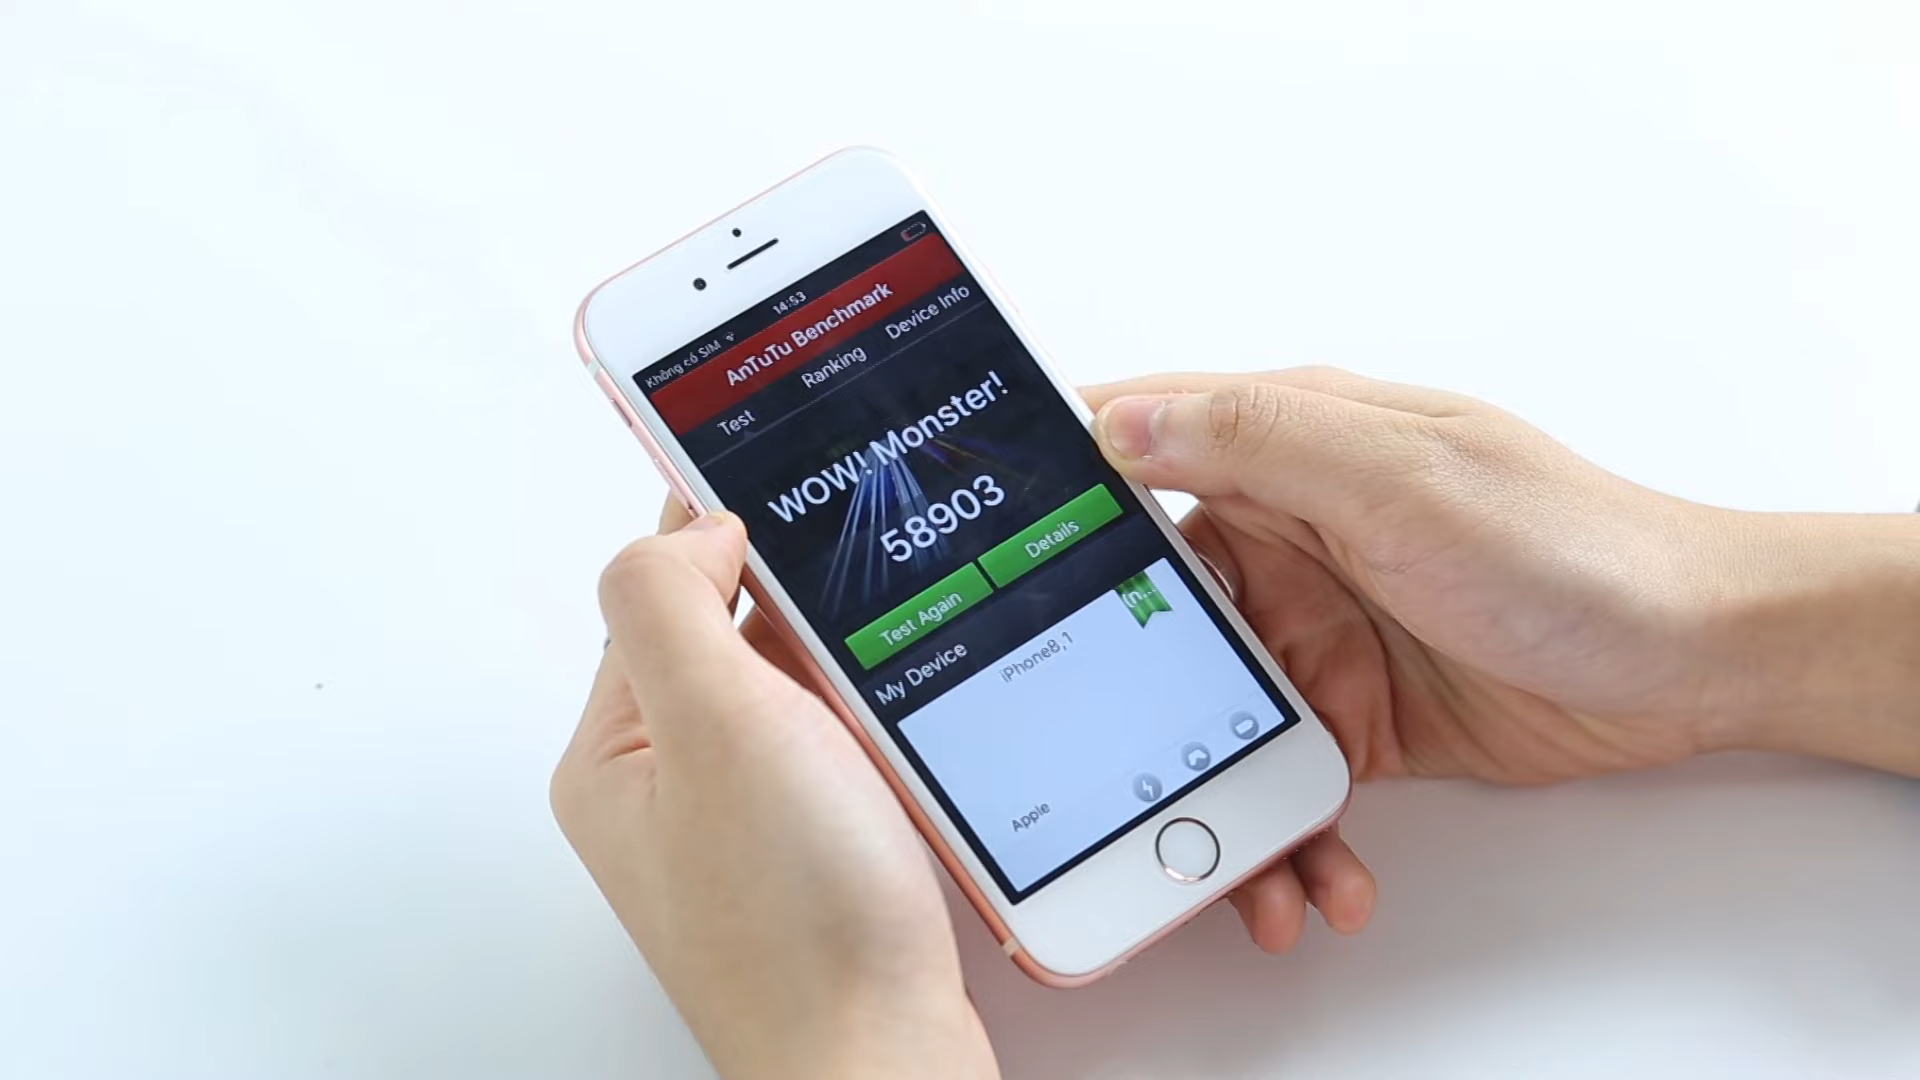 Không có SIM 14:53
AnTuTu Benchmark
Test Ranking Device Info
WOW! Monster!
58903
Test Again Details
My Device
(n...
iPhone8,1
Apple